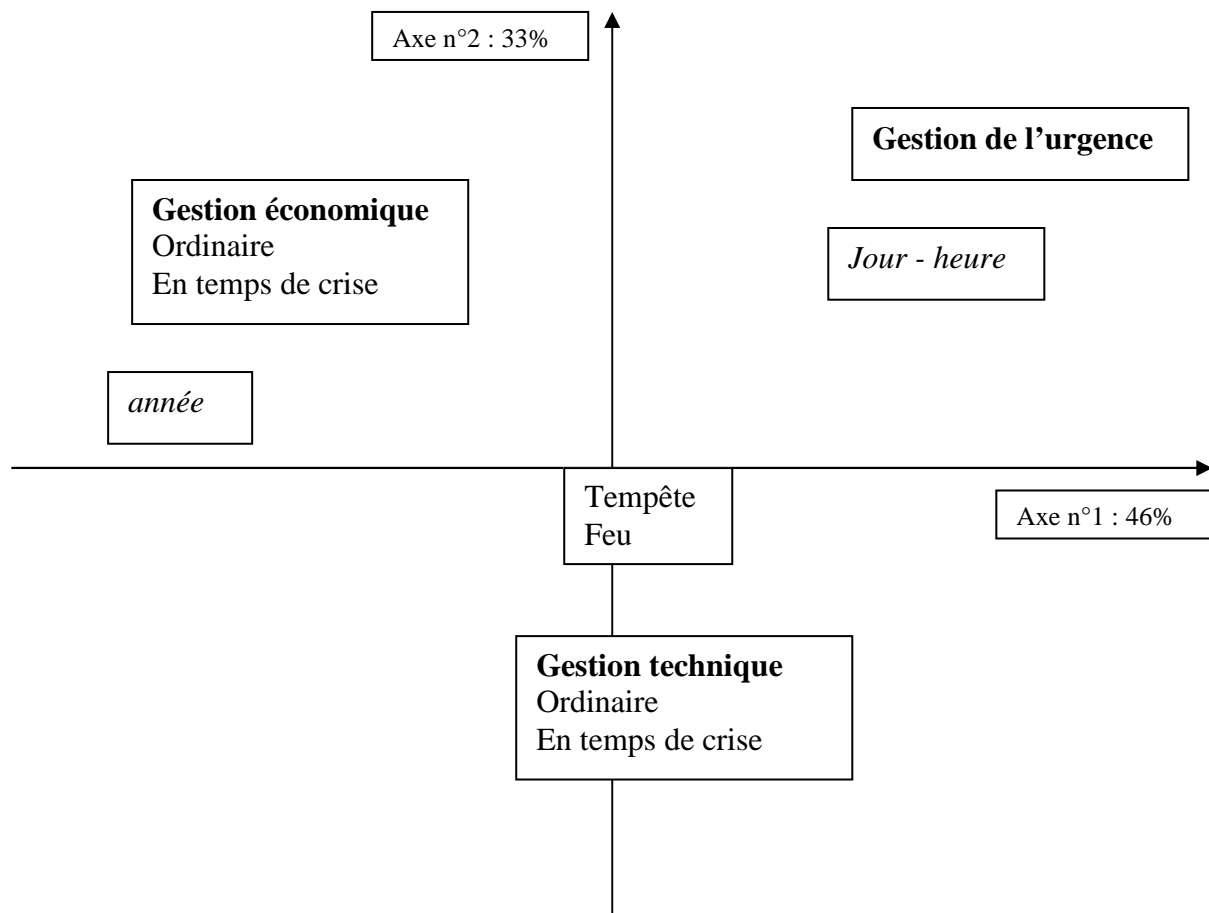 Axe n°2 : 33%
Gestion de l'urgence
Gestion économique
Ordinaire
En temps de crise
Jour - heure
année
Tempête
Feu
Axe n°1 : 46%
Gestion technique
Ordinaire
En temps de crise